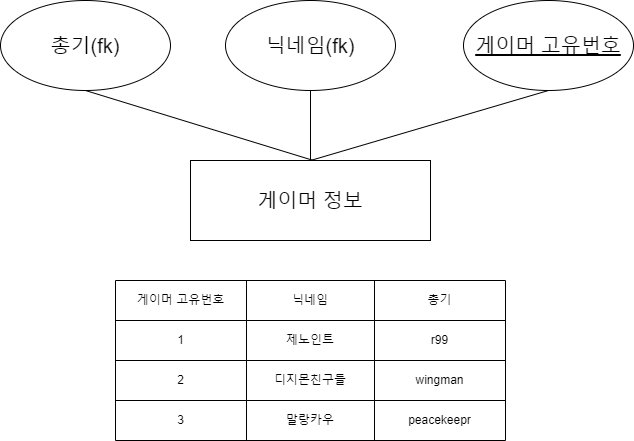 총기(fk)
닉네임(fk)
게이머 고유번호
게이머 정보
게이머 고유번호 닉네임 총기
1 제노인트 r99
2 디지몬친구들 wingman
3 말랑카우 peacekeepr